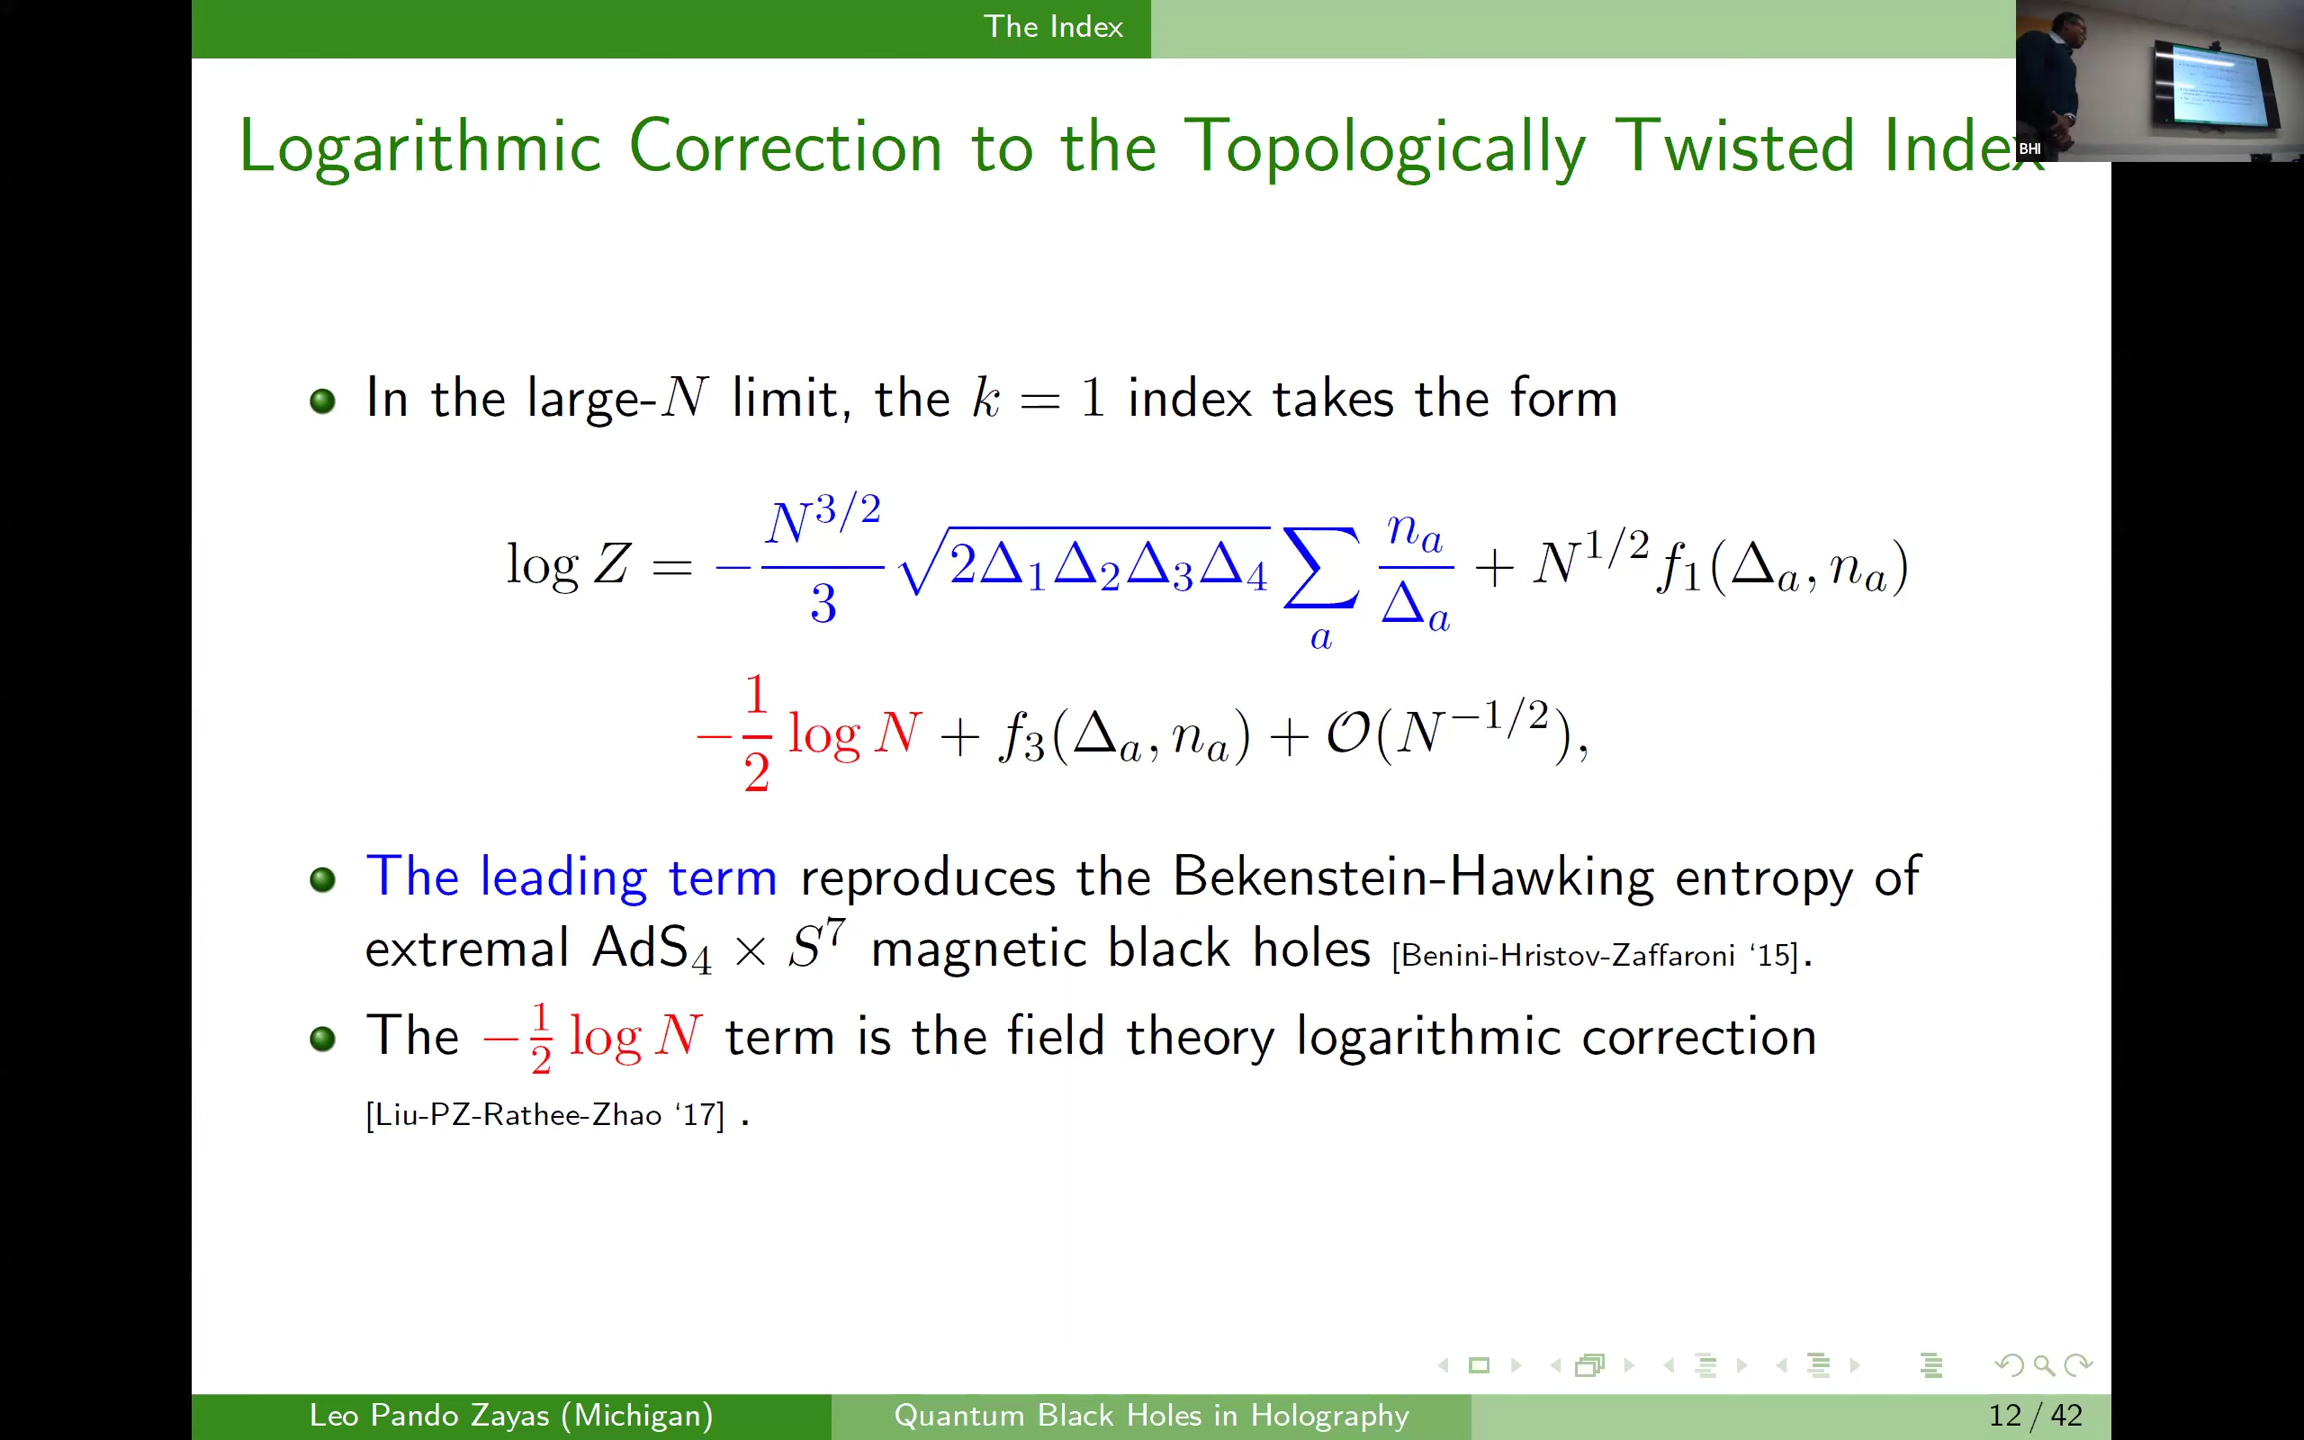 The Index
Logarithmic Correction to the Topologically Twisted Index
BHI
In the large-N limit, the k = 1 index takes the form
log Z = −N^{3/2}/3 √(2Δ₁Δ₂Δ₃Δ₄) ∑_a n_a/Δ_a + N^{1/2} f₁(Δ_a, n_a)
−1/2 log N + f₃(Δ_a, n_a) + 𝒪(N^{−1/2}),
The leading term reproduces the Bekenstein-Hawking entropy of
extremal AdS₄ × S⁷ magnetic black holes [Benini-Hristov-Zaffaroni ‘15].
The −1/2 log N term is the field theory logarithmic correction
[Liu-PZ-Rathee-Zhao ‘17] .
Leo Pando Zayas (Michigan)
Quantum Black Holes in Holography
12 / 42